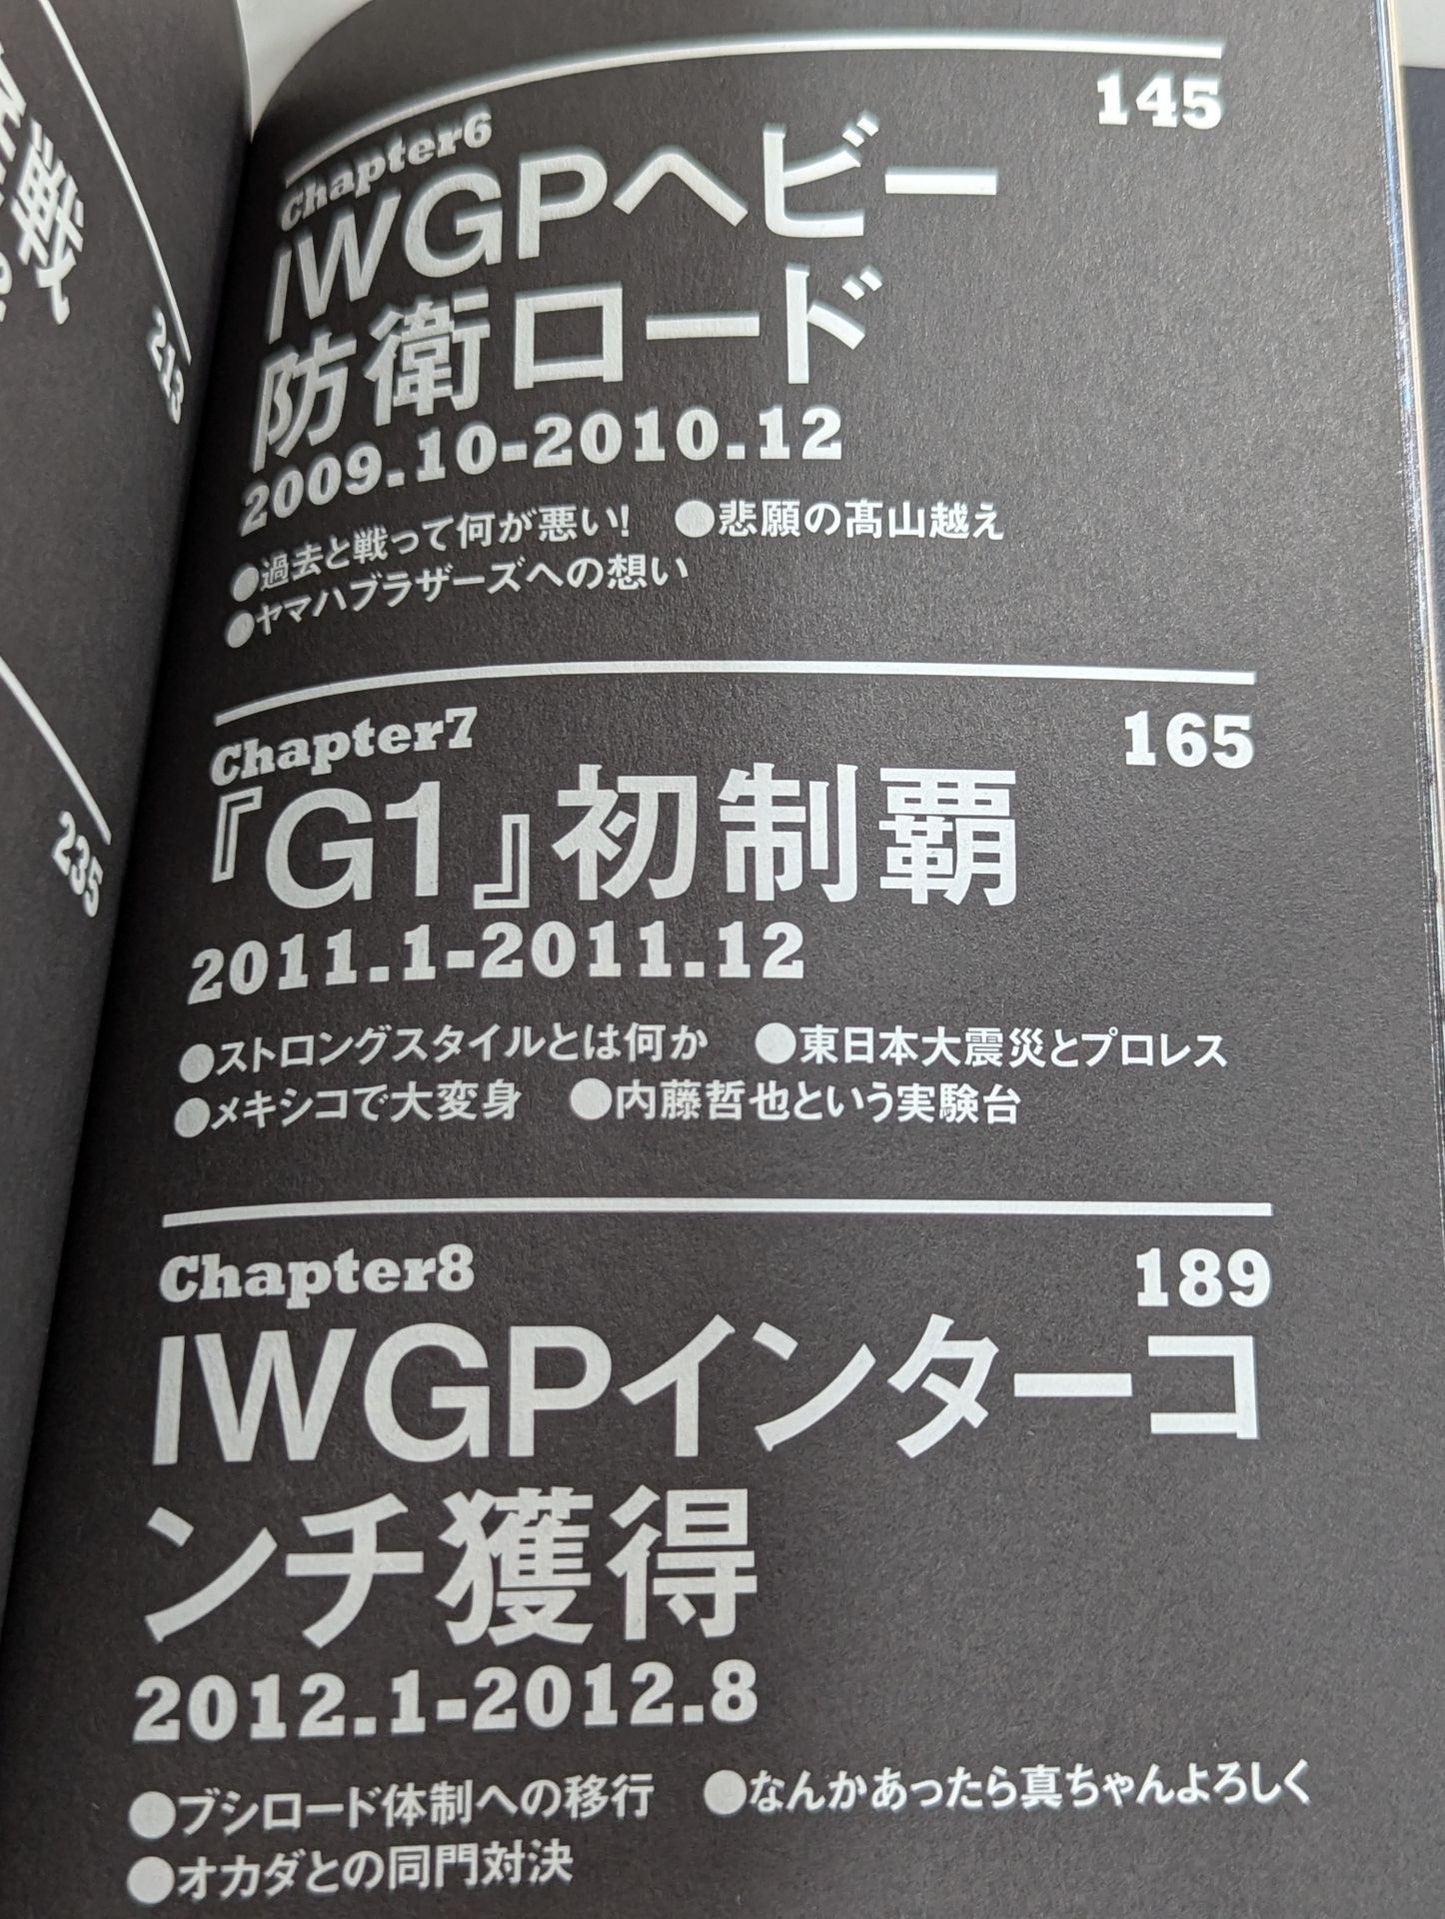 戦
213
235
Chapter6
145
IWGPヘビー
防衛ロード
2009.10-2010.12
●過去と戦って何が悪い! ●悲願の髙山越え
●ヤマハブラザーズへの想い
Chapter7
165
『G1』初制覇
2011.1-2011.12
●ストロングスタイルとは何か ●東日本大震災とプロレス
●メキシコで大変身 ●内藤哲也という実験台
Chapter8
189
IWGPインターコ
ンチ獲得
2012.1-2012.8
●ブシロード体制への移行 ●なんかあったら真ちゃんよろしく
●オカダとの同門対決